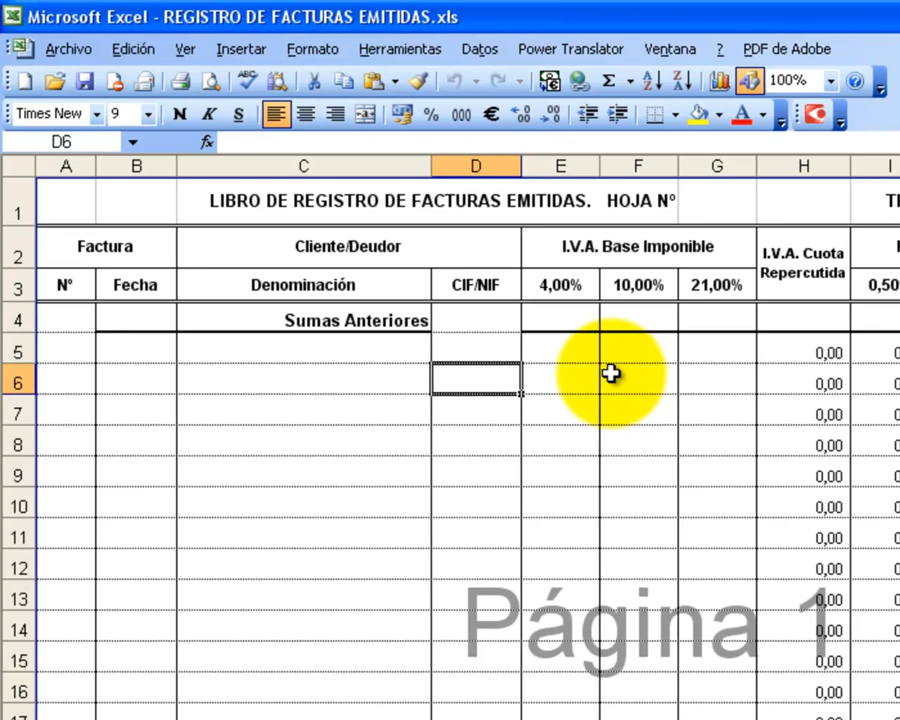 Microsoft Excel - REGISTRO DE FACTURAS EMITIDAS.xls
Archivo Edición Ver Insertar Formato Herramientas Datos Power Translator Ventana ? PDF de Adobe
100%
Times New 9 N K S % 000 €
D6 fx
A B C D E F G H I
1 LIBRO DE REGISTRO DE FACTURAS EMITIDAS. HOJA Nº
2 Factura Cliente/Deudor I.V.A. Base Imponible I.V.A. Cuota Repercutida
3 Nº Fecha Denominación CIF/NIF 4,00% 10,00% 21,00%
4 Sumas Anteriores
5 0,00
6 0,00
7 0,00
8 0,00
9 0,00
10 0,00
11 0,00
12 0,00
13 0,00
14 0,00
15 0,00
16 0,00
Página 1